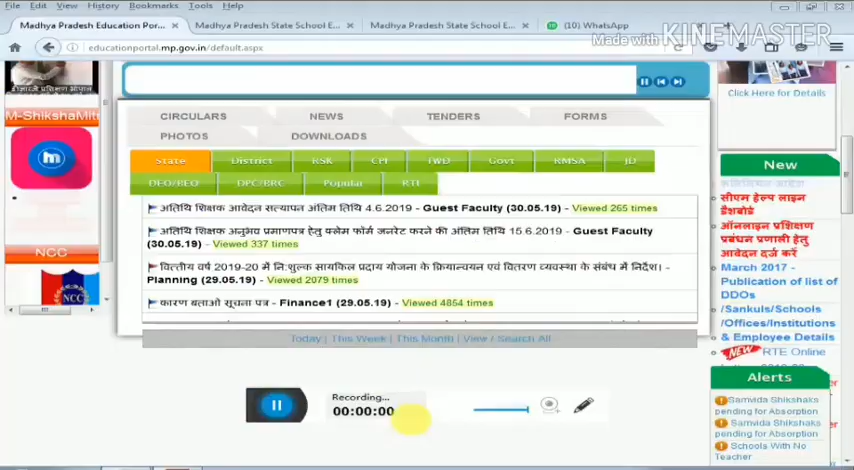 File Edit View History Bookmarks Tools Help
Madhya Pradesh Education Por... × Madhya Pradesh State School E... × Madhya Pradesh State School E... × (10) WhatsApp
educationportal.mp.gov.in/default.aspx
Made with KINEMASTER
Click Here for Details
M-ShikshaMit
NCC
NCC
CIRCULARS NEWS TENDERS FORMS
PHOTOS DOWNLOADS
State District RSK CPI TWD Govt RMSA JD
DEO/BEO DPC/BRC Popular RTI
अतिथि शिक्षक आवेदन सत्यापन अंतिम तिथि 4.6.2019 - Guest Faculty (30.05.19) - Viewed 265 times
अतिथि शिक्षक अनुभव प्रमाणपत्र हेतु क्लेम फॉर्म जनरेट करने की अंतिम तिथि 15.6.2019 - Guest Faculty
(30.05.19) - Viewed 337 times
वित्तीय वर्ष 2019-20 में नि:शुल्क सायकिल प्रदाय योजना के क्रियान्वयन एवं वितरण व्यवस्था के संबंध में निर्देश। -
Planning (29.05.19) - Viewed 2079 times
कारण बताओ सूचना पत्र - Finance1 (29.05.19) - Viewed 4854 times
Today | This Week | This Month | View / Search All
Recording...
00:00:00
New
सीएम हेल्प लाइन
डैशबोर्ड
ऑनलाइन प्रशिक्षण
प्रबंधन प्रणाली हेतु
आवेदन दर्ज करें
March 2017 -
Publication of list of
DDOs
/Sankuls/Schools
/Offices/Institutions
& Employee Details
NEW RTE Online
Alerts
Samvida Shikshaks
pending for Absorption
Samvida Shikshaks
pending for Absorption
Schools With No
Teacher